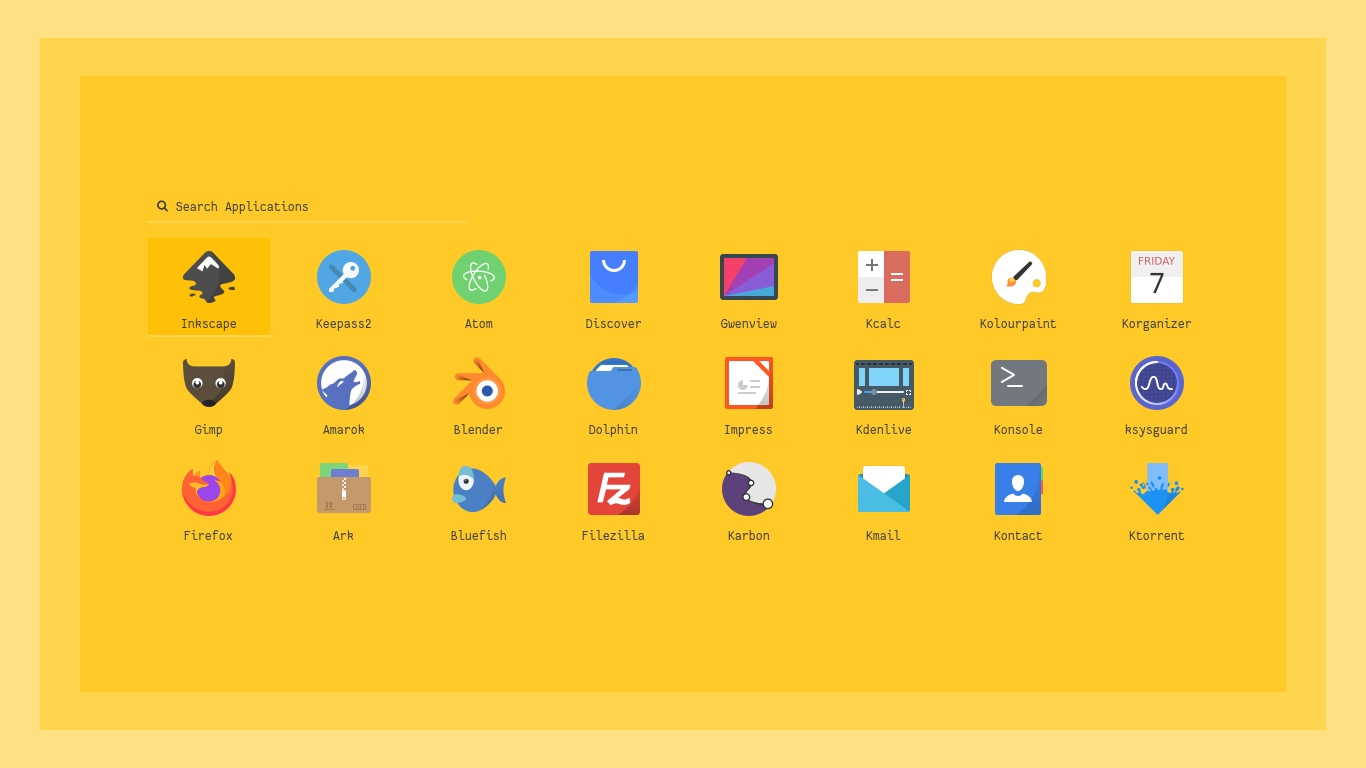 Search Applications
Inkscape Keepass2 Atom Discover Gwenview Kcalc Kolourpaint Korganizer
FRIDAY
7
Gimp Amarok Blender Dolphin Impress Kdenlive Konsole ksysguard
Firefox Ark Bluefish Filezilla Karbon Kmail Kontact Ktorrent
Fz